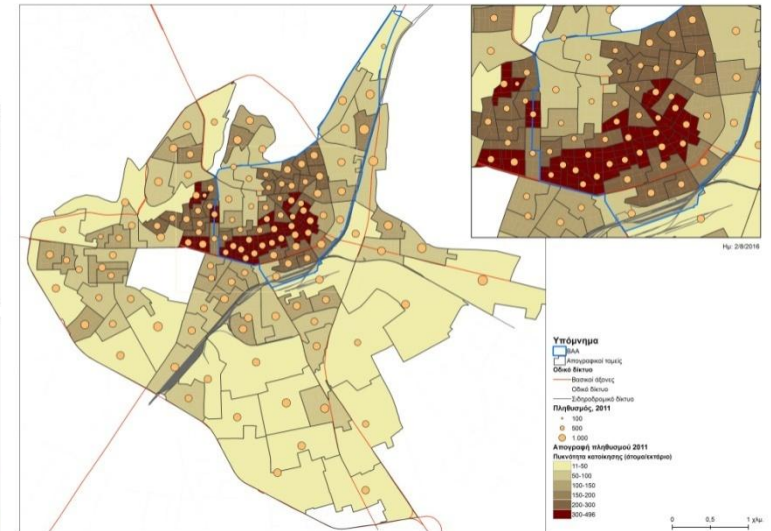 Ημ: 2/8/2016
Υπόμνημα
ΒΑΑ
Απογραφικοί τομείς
Οδικό δίκτυο
Βασικοί άξονες
Οδικό δίκτυο
Σιδηροδρομικό δίκτυο
Πληθυσμός, 2011
100
500
1.000
Απογραφή πληθυσμού 2011
Πυκνότητα κατοίκησης (άτομα/εκτάριο)
11-50
50-100
100-150
150-200
200-300
300-496
0 0,5 1 χλμ